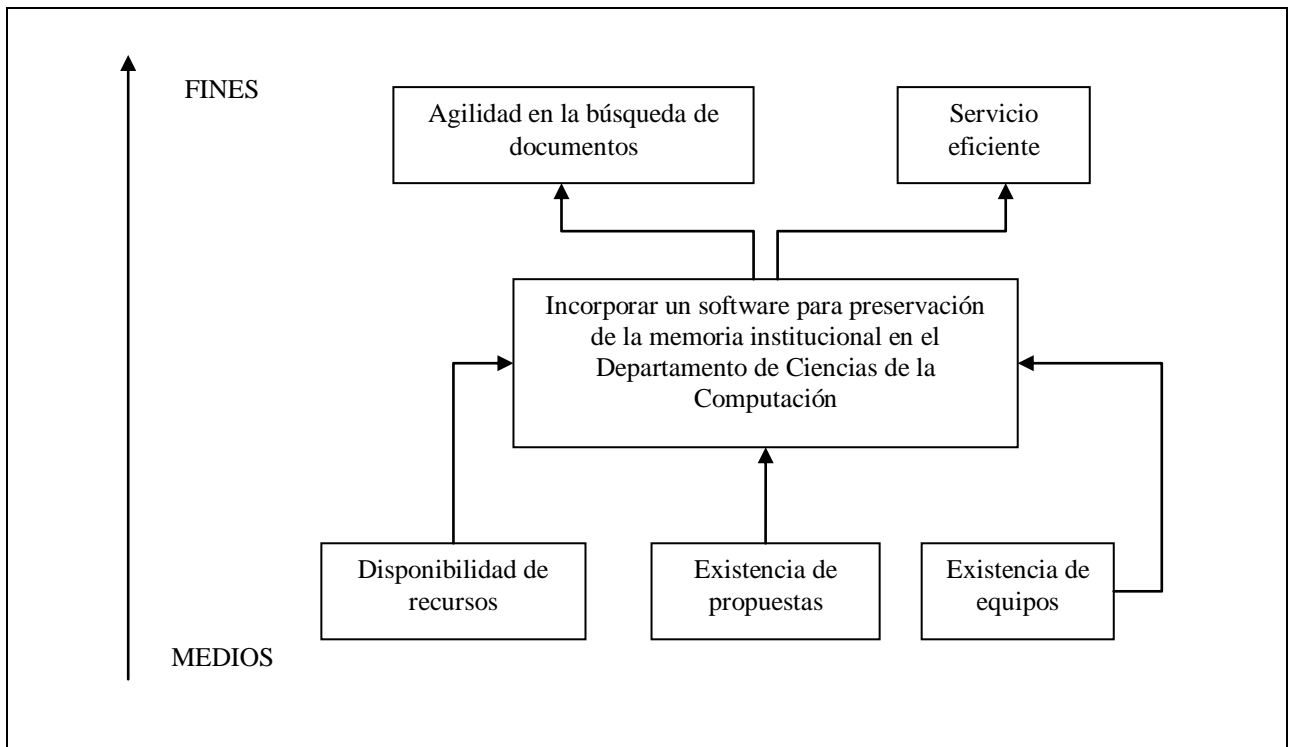 FINES
Agilidad en la búsqueda de
documentos
Servicio
eficiente
Incorporar un software para preservación
de la memoria institucional en el
Departamento de Ciencias de la
Computación
Disponibilidad de
recursos
Existencia de
propuestas
Existencia de
equipos
MEDIOS